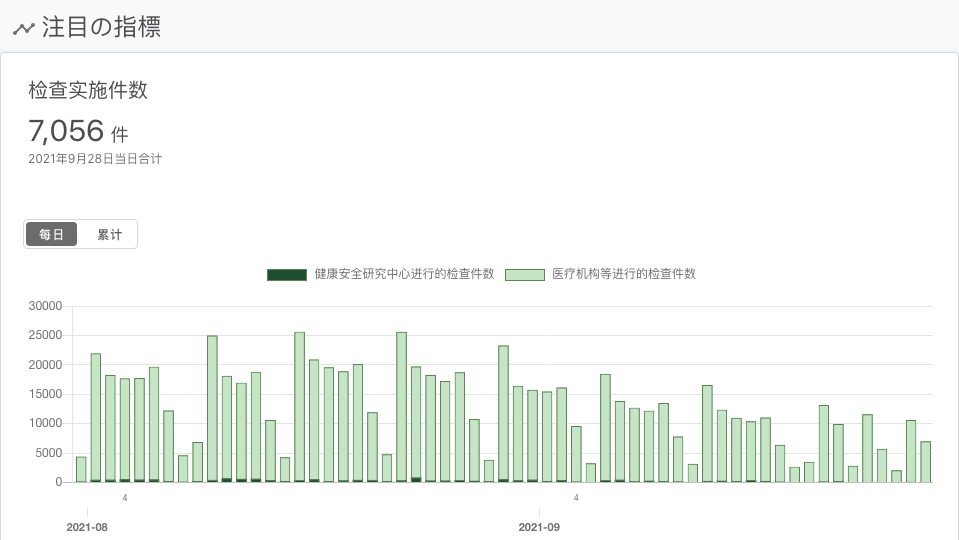 注目の指標
检查实施件数
7,056 件
2021年9月28日当日合计
每日 累计
健康安全研究中心进行的检查件数 医疗机构等进行的检查件数
30000
25000
20000
15000
10000
5000
0
4 4
2021-08 2021-09